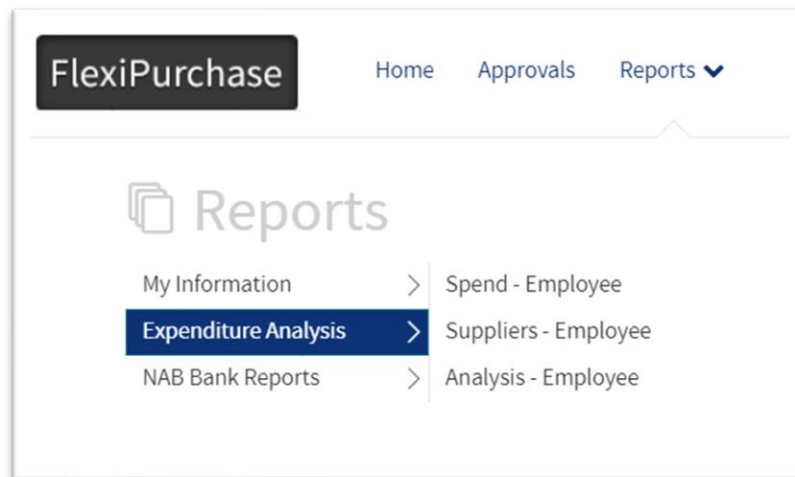 FlexiPurchase
Home Approvals Reports
Reports
My Information
Expenditure Analysis
NAB Bank Reports
Spend - Employee
Suppliers - Employee
Analysis - Employee